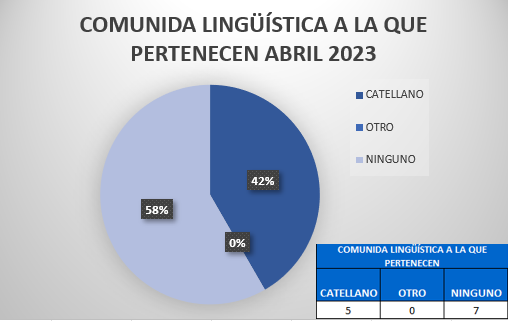 COMUNIDA LINGÜÍSTICA A LA QUE
PERTENECEN ABRIL 2023
CATELLANO
OTRO
NINGUNO
42%
58%
0%
COMUNIDA LINGÜÍSTICA A LA QUE
PERTENECEN
CATELLANO OTRO NINGUNO
5 0 7